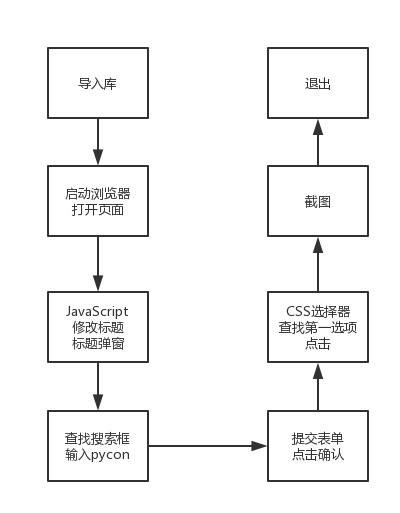 导入库
启动浏览器
打开页面
JavaScript
修改标题
标题弹窗
查找搜索框
输入pycon
提交表单
点击确认
CSS选择器
查找第一选项
点击
截图
退出